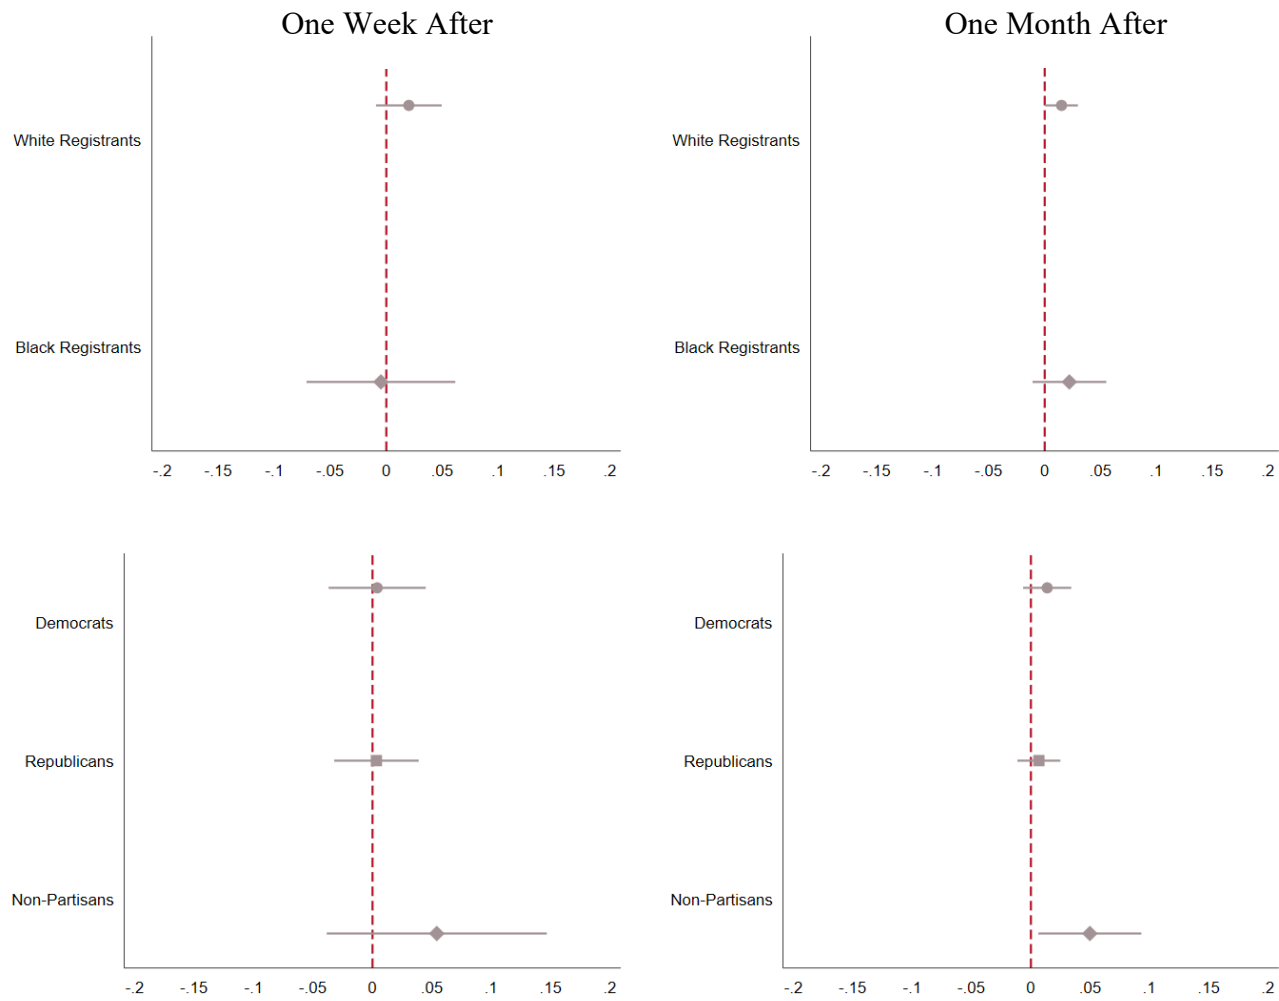 One Week After
White Registrants
Black Registrants
-.2 -.15 -.1 -.05 0 .05 .1 .15 .2
One Month After
White Registrants
Black Registrants
-.2 -.15 -.1 -.05 0 .05 .1 .15 .2
Democrats
Republicans
Non-Partisans
-.2 -.15 -.1 -.05 0 .05 .1 .15 .2
Democrats
Republicans
Non-Partisans
-.2 -.15 -.1 -.05 0 .05 .1 .15 .2